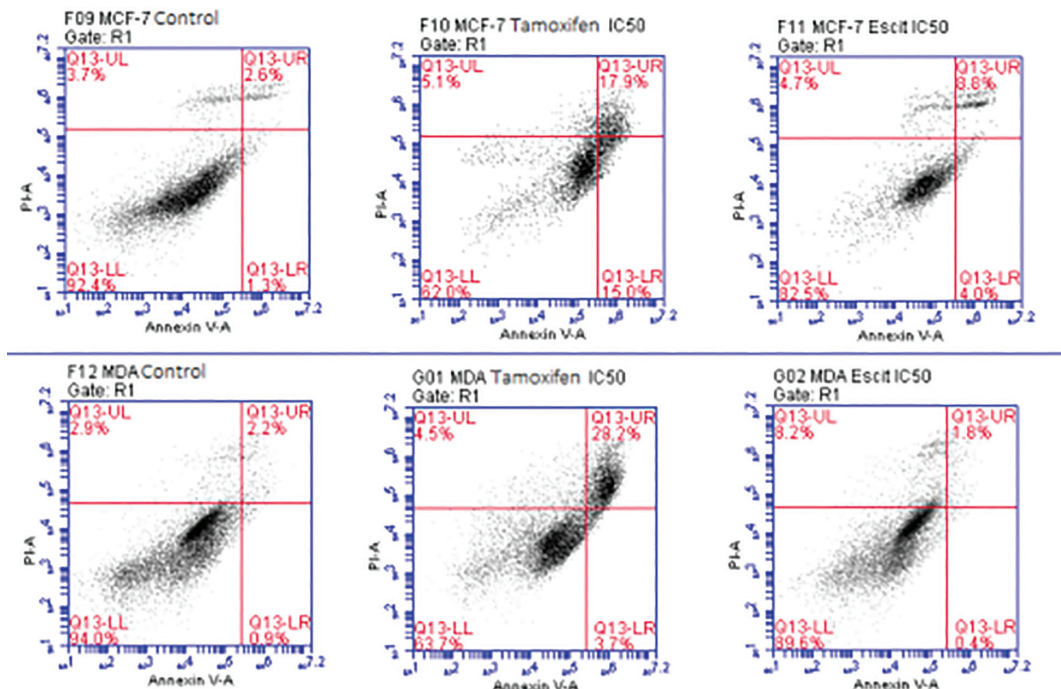 F09 MCF-7 Control
Gate: R1
Q13-UL
3.7%
Q13-UR
2.6%
Q13-LL
92.4%
Q13-LR
1.3%
PI-A
Annexin V-A
F10 MCF-7 Tamoxifen IC50
Gate: R1
Q13-UL
5.1%
Q13-UR
17.9%
Q13-LL
62.0%
Q13-LR
15.0%
PI-A
Annexin V-A
F11 MCF-7 Escit IC50
Gate: R1
Q13-UL
4.7%
Q13-UR
8.8%
Q13-LL
82.5%
Q13-LR
4.0%
PI-A
Annexin V-A
F12 MDA Control
Gate: R1
Q13-UL
2.9%
Q13-UR
2.2%
Q13-LL
94.0%
Q13-LR
0.9%
PI-A
Annexin V-A
G01 MDA Tamoxifen IC50
Gate: R1
Q13-UL
4.5%
Q13-UR
28.2%
Q13-LL
63.7%
Q13-LR
3.7%
PI-A
Annexin V-A
G02 MDA Escit IC50
Gate: R1
Q13-UL
8.2%
Q13-UR
1.8%
Q13-LL
89.6%
Q13-LR
0.4%
PI-A
Annexin V-A